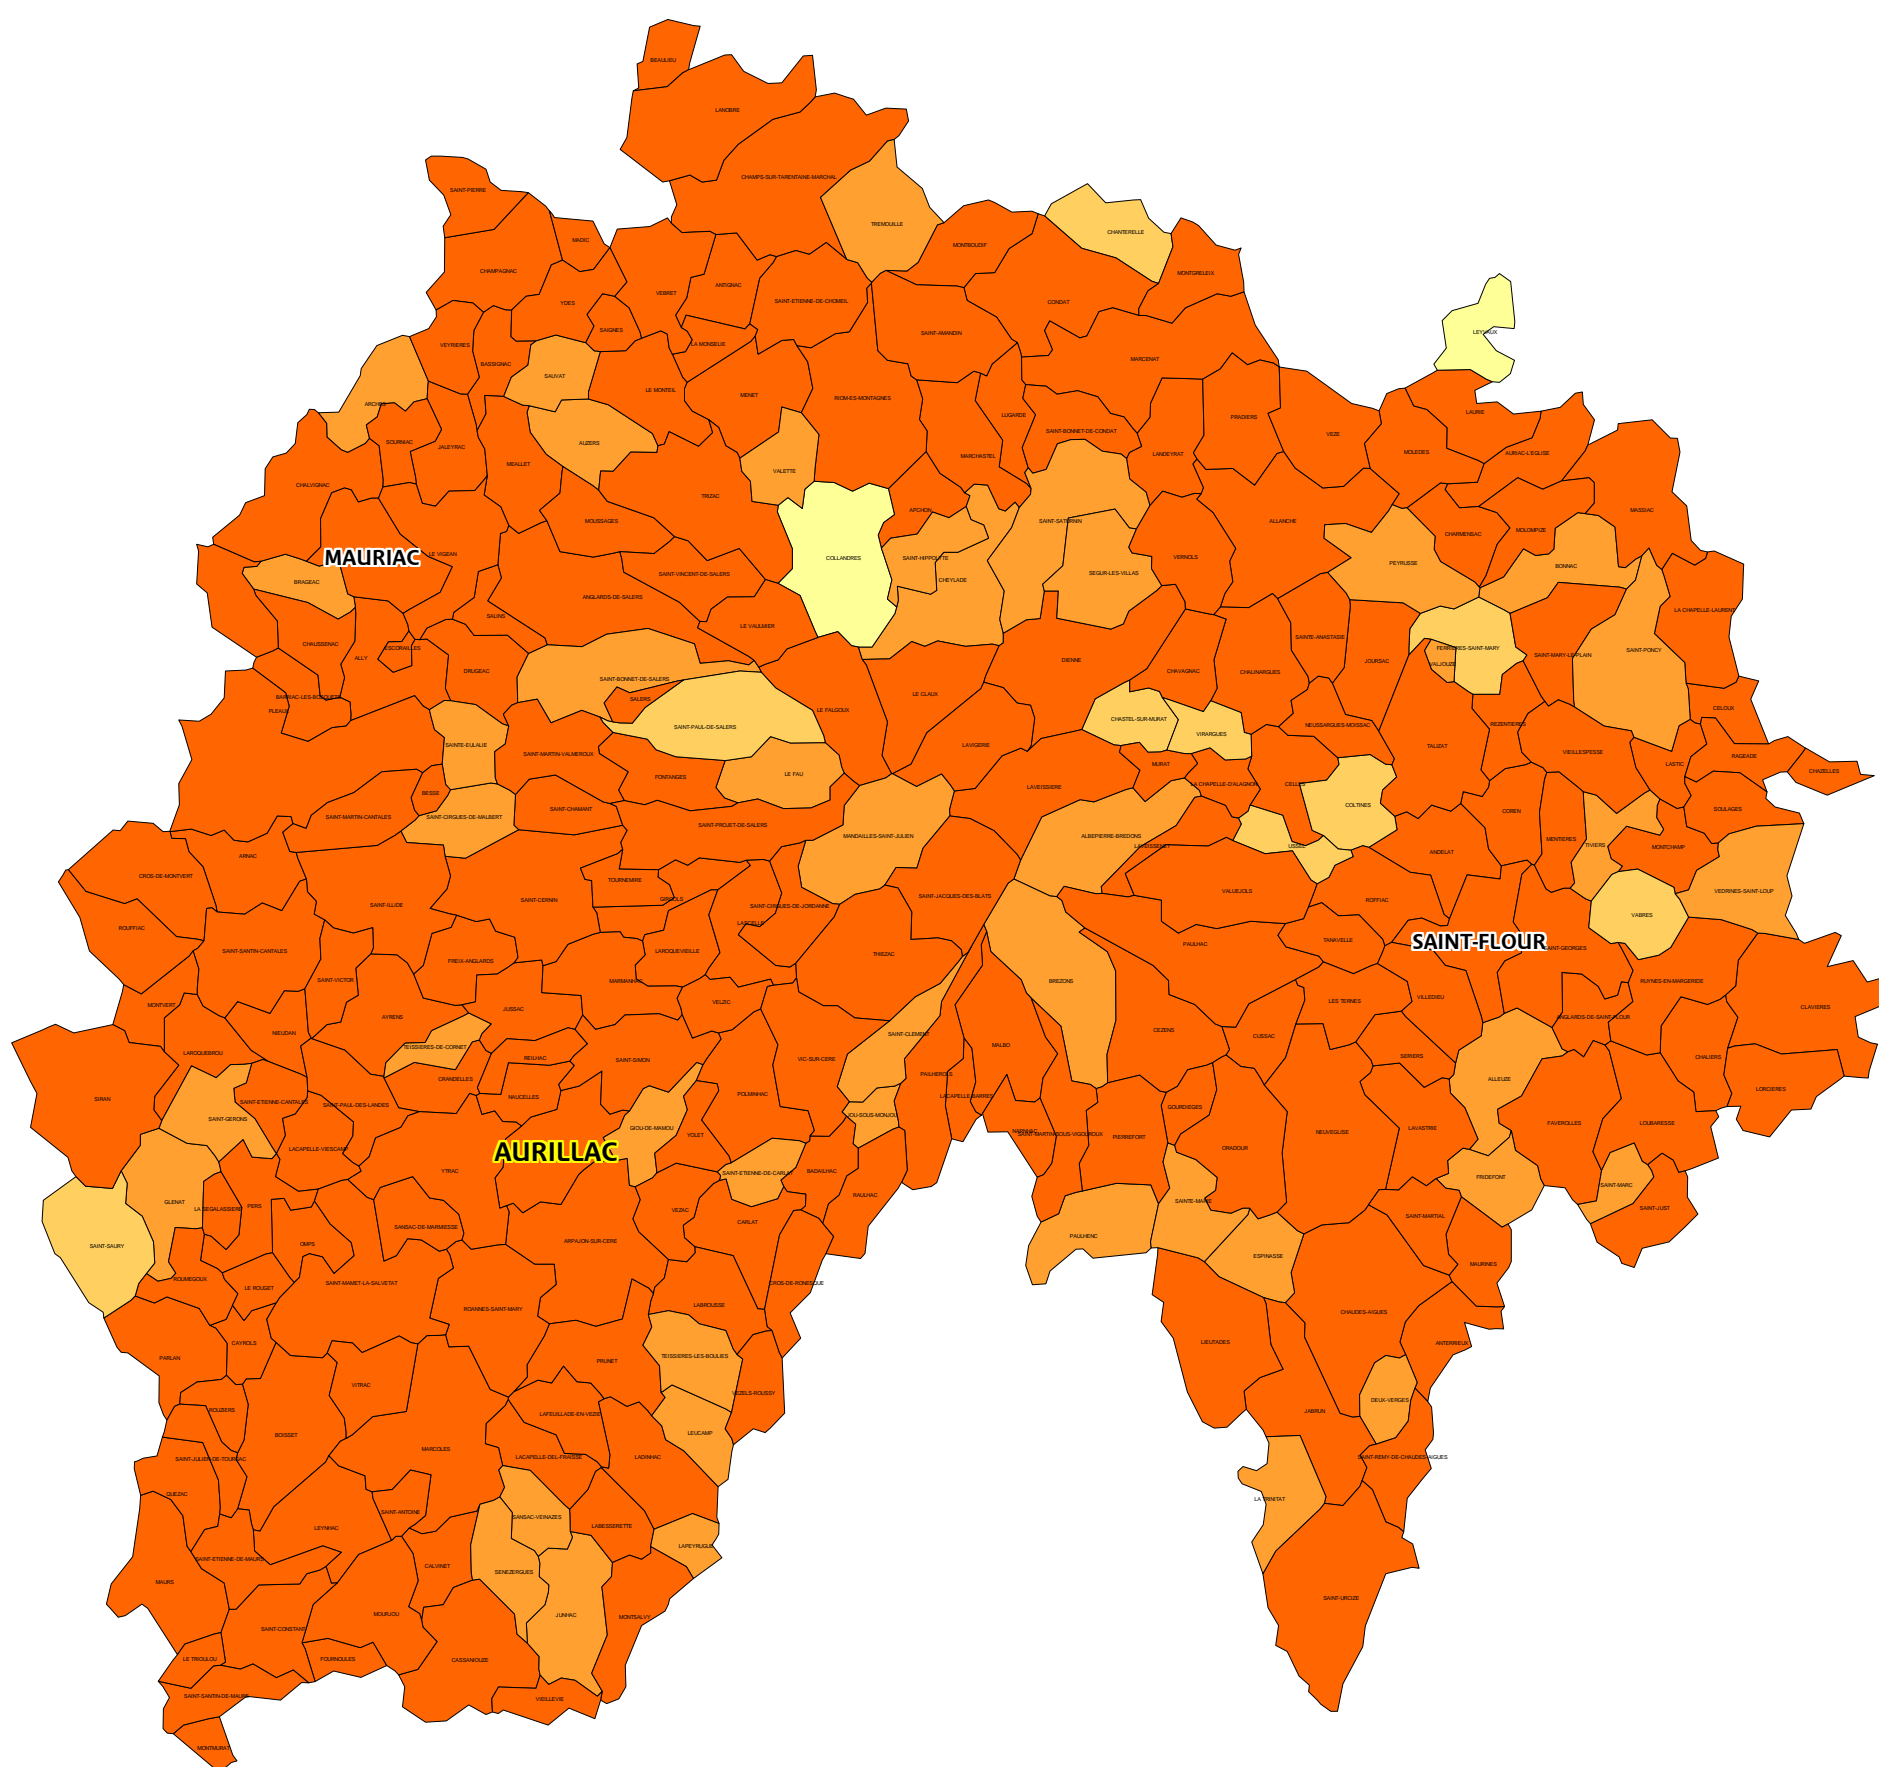 BEAULIEU
LANOBRE
CHAMPS-SUR-TARENTAINE-MARCHAL
SAINT-PIERRE
TREMOUILLE
CHANTERELLE
MADIC
MONTBOUDIF
CHAMPAGNAC
MONTGRELEIX
ANTIGNAC
VEBRET
YDES
SAINT-ETIENNE-DE-CHOMEIL
CONDAT
SAIGNES
SAINT-AMANDIN
LEYVAUX
VEYRIERES
LA MONSELIE
MARCENAT
BASSIGNAC
SAUVAT
LE MONTEIL
MENET
RIOM-ES-MONTAGNES
ARCHES
LUGARDE
PRADIERS
LAURIE
SAINT-BONNET-DE-CONDAT
VEZE
SOURNIAC
AUZERS
JALEYRAC
MOLEDES
AURIAC-L'EGLISE
LANDEYRAT
MARCHASTEL
MEALLET
VALETTE
CHALVIGNAC
TRIZAC
APCHON
MASSIAC
MOUSSAGES
SAINT-SATURNIN
ALLANCHE
MOLOMPIZE
CHARMENSAC
LE VIGEAN
MAURIAC
COLLANDRES
SAINT-HIPPOLYTE
VERNOLS
PEYRUSSE
BONNAC
SAINT-VINCENT-DE-SALERS
SEGUR-LES-VILLAS
BRAGEAC
CHEYLADE
ANGLARDS-DE-SALERS
LA CHAPELLE-LAURENT
SALINS
LE VAULMIER
SAINTE-ANASTASIE
CHAUSSENAC
ESCORAILLES
FERRIERES-SAINT-MARY
SAINT-PONCY
ALLY
DIENNE
JOURSAC
VALJOUZE
SAINT-MARY-LE-PLAIN
DRUGEAC
CHAVAGNAC
CHALINARGUES
SAINT-BONNET-DE-SALERS
BARRIAC-LES-BOSQUETS
SALERS
LE CLAUX
PLEAUX
LE FALGOUX
CELOUX
CHASTEL-SUR-MURAT
NEUSSARGUES-MOISSAC
REZENTIERES
SAINT-PAUL-DE-SALERS
VIRARGUES
SAINTE-EULALIE
LAVIGERIE
TALIZAT
VIEILLESPESSE
SAINT-MARTIN-VALMEROUX
RAGEADE
MURAT
LASTIC
CHAZELLES
LE FAU
FONTANGES
LA CHAPELLE-D'ALAGNON
CELLES
LAVEISSIERE
BESSE
COLTINES
SAINT-CHAMANT
SOULAGES
COREN
SAINT-MARTIN-CANTALES
SAINT-CIRGUES-DE-MALBERT
SAINT-PROJET-DE-SALERS
MANDAILLES-SAINT-JULIEN
ALBEPIERRE-BREDONS
MENTIERES
TIVIERS
LAVEISSENET
USSEL
MONTCHAMP
ANDELAT
ARNAC
CROS-DE-MONTVERT
TOURNEMIRE
VALUEJOLS
VEDRINES-SAINT-LOUP
SAINT-JACQUES-DES-BLATS
SAINT-CERNIN
GIRGOLS
ROFFIAC
SAINT-ILLIDE
SAINT-CIRGUES-DE-JORDANNE
VABRES
LASCELLE
ROUFFIAC
TANAVELLE
SAINT-FLOUR
PAULHAC
SAINT-GEORGES
SAINT-SANTIN-CANTALES
LAROQUEVIEILLE
THIEZAC
FREIX-ANGLARDS
SAINT-VICTOR
MARMANHAC
BREZONS
RUYNES-EN-MARGERIDE
VILLEDIEU
LES TERNES
VELZIC
MONTVERT
CLAVIERES
JUSSAC
AYRENS
ANGLARDS-DE-SAINT-FLOUR
CEZENS
NIEUDAN
SAINT-CLEMENT
CUSSAC
TEISSIERES-DE-CORNET
MALBO
LAROQUEBROU
REILHAC
SAINT-SIMON
VIC-SUR-CERE
SERIERS
CHALIERS
PAILHEROLS
CRANDELLES
ALLEUZE
LORCIERES
POLMINHAC
LACAPELLE-BARRES
NAUCELLES
SIRAN
SAINT-ETIENNE-CANTALES
SAINT-PAUL-DES-LANDES
GOURDIEGES
JOU-SOUS-MONJOU
SAINT-GERONS
FAVEROLLES
LOUBARESSE
GIOU-DE-MAMOU
LAVASTRIE
NARNHAC
SAINT-MARTIN-SOUS-VIGOUROUX
PIERREFORT
NEUVEGLISE
YOLET
LACAPELLE-VIESCAMP
ORADOUR
AURILLAC
YTRAC
BADAILHAC
SAINT-ETIENNE-DE-CARLAT
FRIDEFONT
SAINT-MARC
RAULHAC
GLENAT
PERS
SAINTE-MARIE
LA SEGALASSIERE
VEZAC
SAINT-JUST
SAINT-MARTIAL
CARLAT
SANSAC-DE-MARMIESSE
PAULHENC
ARPAJON-SUR-CERE
OMPS
SAINT-SAURY
ESPINASSE
MAURINES
ROUMEGOUX
SAINT-MAMET-LA-SALVETAT
CROS-DE-RONESQUE
LE ROUGET
LABROUSSE
ROANNES-SAINT-MARY
CHAUDES-AIGUES
CAYROLS
LIEUTADES
ANTERRIEUX
PARLAN
TEISSIERES-LES-BOULIES
PRUNET
VITRAC
VEZELS-ROUSSY
DEUX-VERGES
ROUZIERS
JABRUN
LAFEUILLADE-EN-VEZIE
LEUCAMP
BOISSET
MARCOLES
SAINT-JULIEN-DE-TOURSAC
LACAPELLE-DEL-FRAISSE
LADINHAC
SAINT-REMY-DE-CHAUDES-AIGUES
QUEZAC
LA TRINITAT
SAINT-ANTOINE
SANSAC-VEINAZES
LEYNHAC
LABESSERETTE
LAPEYRUGUE
SAINT-ETIENNE-DE-MAURS
CALVINET
SENEZERGUES
MAURS
SAINT-URCIZE
MOURJOU
JUNHAC
MONTSALVY
SAINT-CONSTANT
LE TRIOULOU
FOURNOULES
CASSANIOUZE
SAINT-SANTIN-DE-MAURS
VIEILLEVIE
MONTMURAT